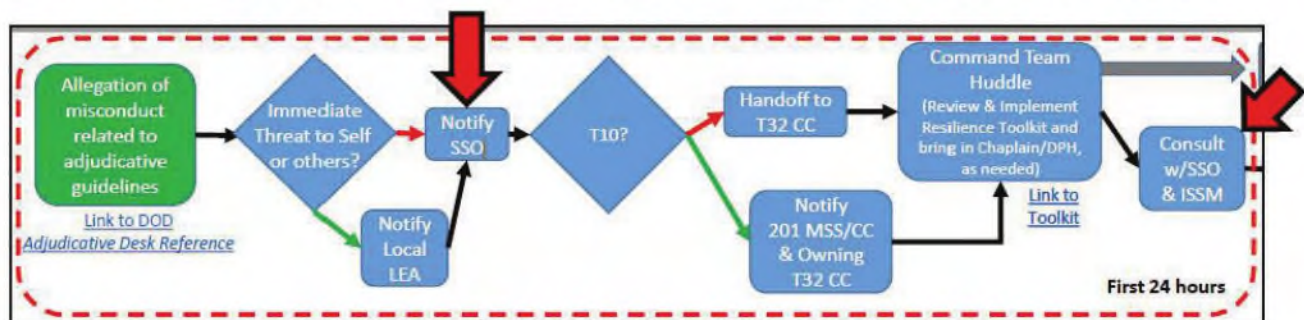 Allegation of
misconduct
related to
adjudicative
guidelines
Link to DOD
Adjudicative Desk Reference
Immediate
Threat to Self
or others?
Notify
SSO
Notify
Local
LEA
T10?
Handoff to
T32 CC
Notify
201 MSS/CC
& Owning
T32 CC
Command Team
Huddle
(Review & Implement
Resilience Toolkit and
bring in Chaplain/DPH,
as needed)
Link to
Toolkit
Consult
w/SSO
& ISSM
First 24 hours